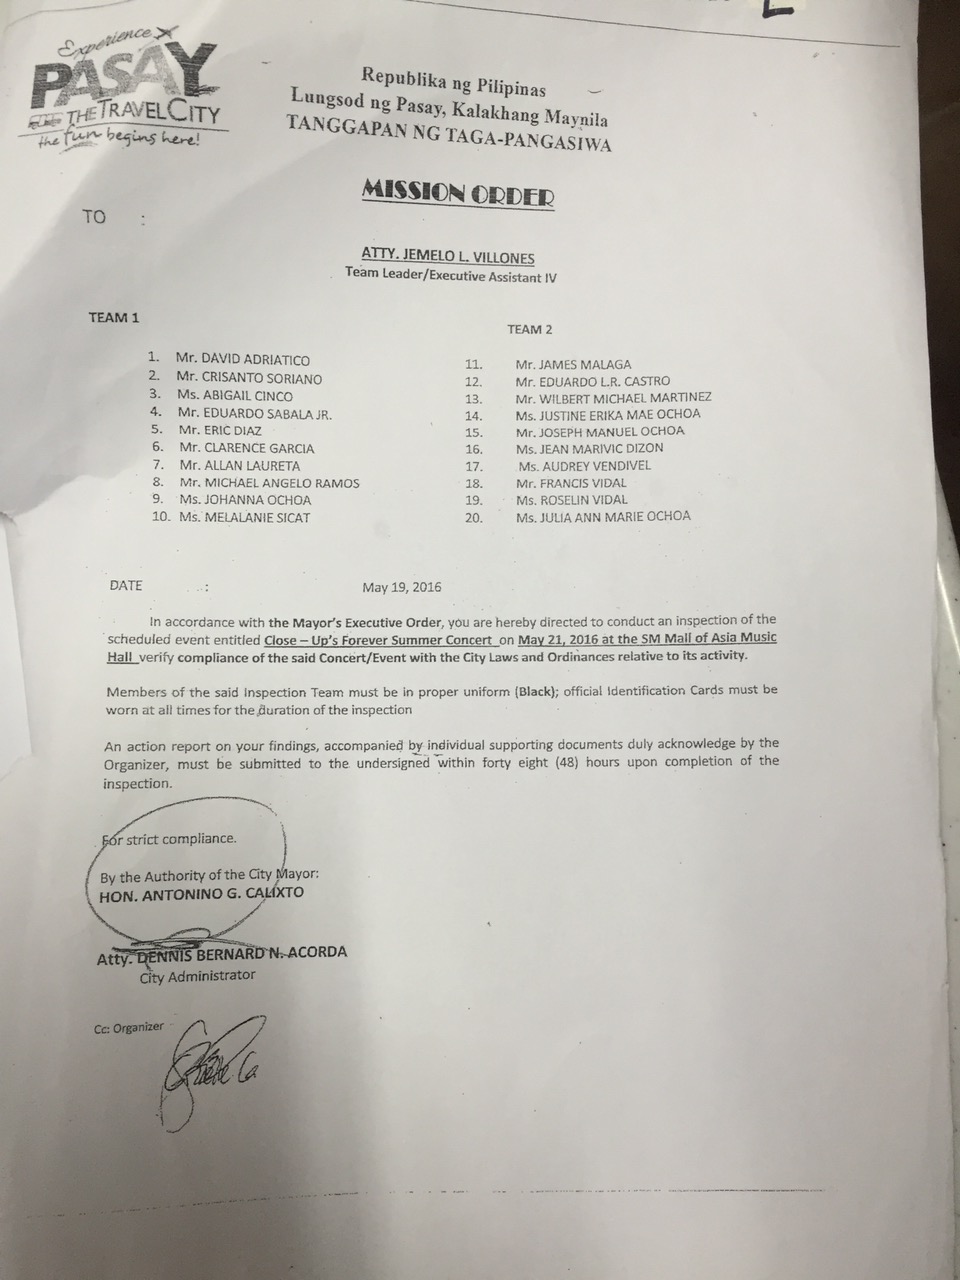 Experience
PASAY
THE TRAVEL CITY
the fun begins here!
Republika ng Pilipinas
Lungsod ng Pasay, Kalakhang Maynila
TANGGAPAN NG TAGA-PANGASIWA
MISSION ORDER
TO :
ATTY. JEMELO L. VILLONES
Team Leader/Executive Assistant IV
TEAM 1
1. Mr. DAVID ADRIATICO
2. Mr. CRISANTO SORIANO
3. Ms. ABIGAIL CINCO
4. Mr. EDUARDO SABALA JR.
5. Mr. ERIC DIAZ
6. Mr. CLARENCE GARCIA
7. Mr. ALLAN LAURETA
8. Mr. MICHAEL ANGELO RAMOS
9. Ms. JOHANNA OCHOA
10. Ms. MELALANIE SICAT
TEAM 2
11. Mr. JAMES MALAGA
12. Mr. EDUARDO L.R. CASTRO
13. Mr. WILBERT MICHAEL MARTINEZ
14. Ms. JUSTINE ERIKA MAE OCHOA
15. Mr. JOSEPH MANUEL OCHOA
16. Ms. JEAN MARIVIC DIZON
17. Ms. AUDREY VENDIVEL
18. Mr. FRANCIS VIDAL
19. Ms. ROSELIN VIDAL
20. Ms. JULIA ANN MARIE OCHOA
DATE : May 19, 2016
In accordance with the Mayor's Executive Order, you are hereby directed to conduct an inspection of the
scheduled event entitled Close – Up's Forever Summer Concert on May 21, 2016 at the SM Mall of Asia Music
Hall verify compliance of the said Concert/Event with the City Laws and Ordinances relative to its activity.
Members of the said Inspection Team must be in proper uniform (Black); official Identification Cards must be
worn at all times for the duration of the inspection
An action report on your findings, accompanied by individual supporting documents duly acknowledge by the
Organizer, must be submitted to the undersigned within forty eight (48) hours upon completion of the
inspection.
For strict compliance.
By the Authority of the City Mayor:
HON. ANTONINO G. CALIXTO
Atty. DENNIS BERNARD N. ACORDA
City Administrator
Cc: Organizer